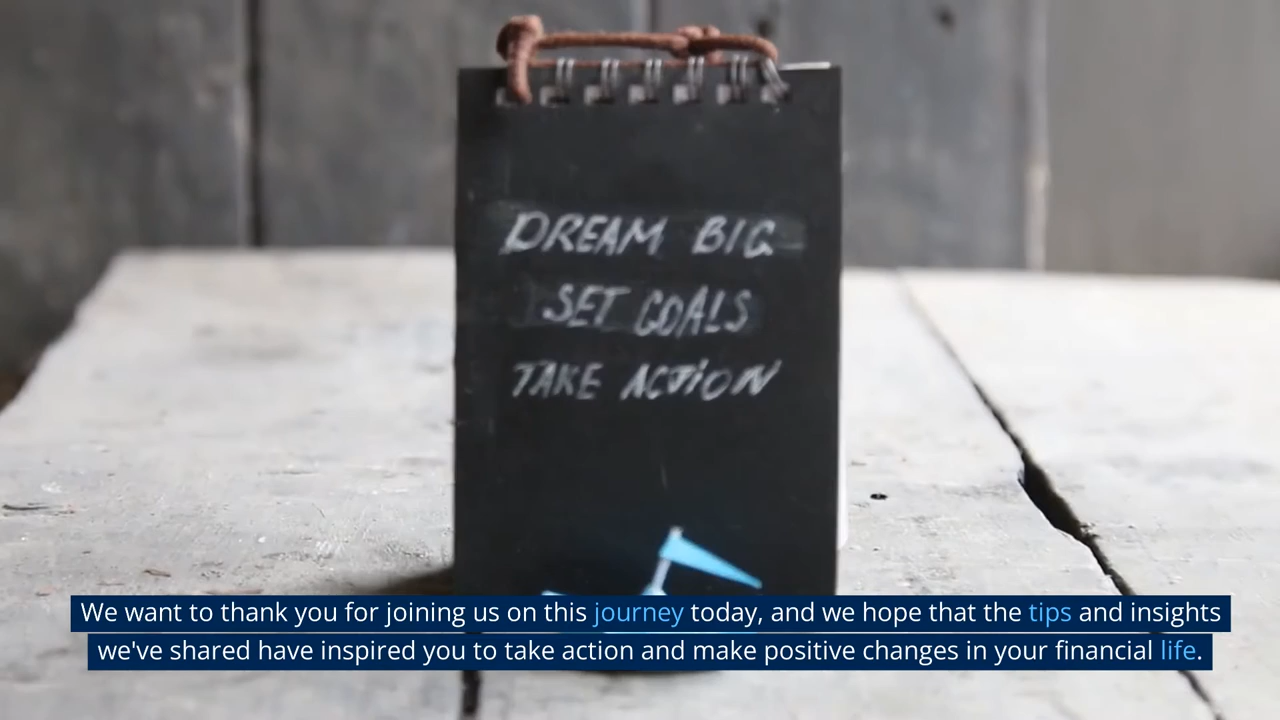 DREAM BIG
SET GOALS
TAKE ACTION
We want to thank you for joining us on this journey today, and we hope that the tips and insights
we've shared have inspired you to take action and make positive changes in your financial life.